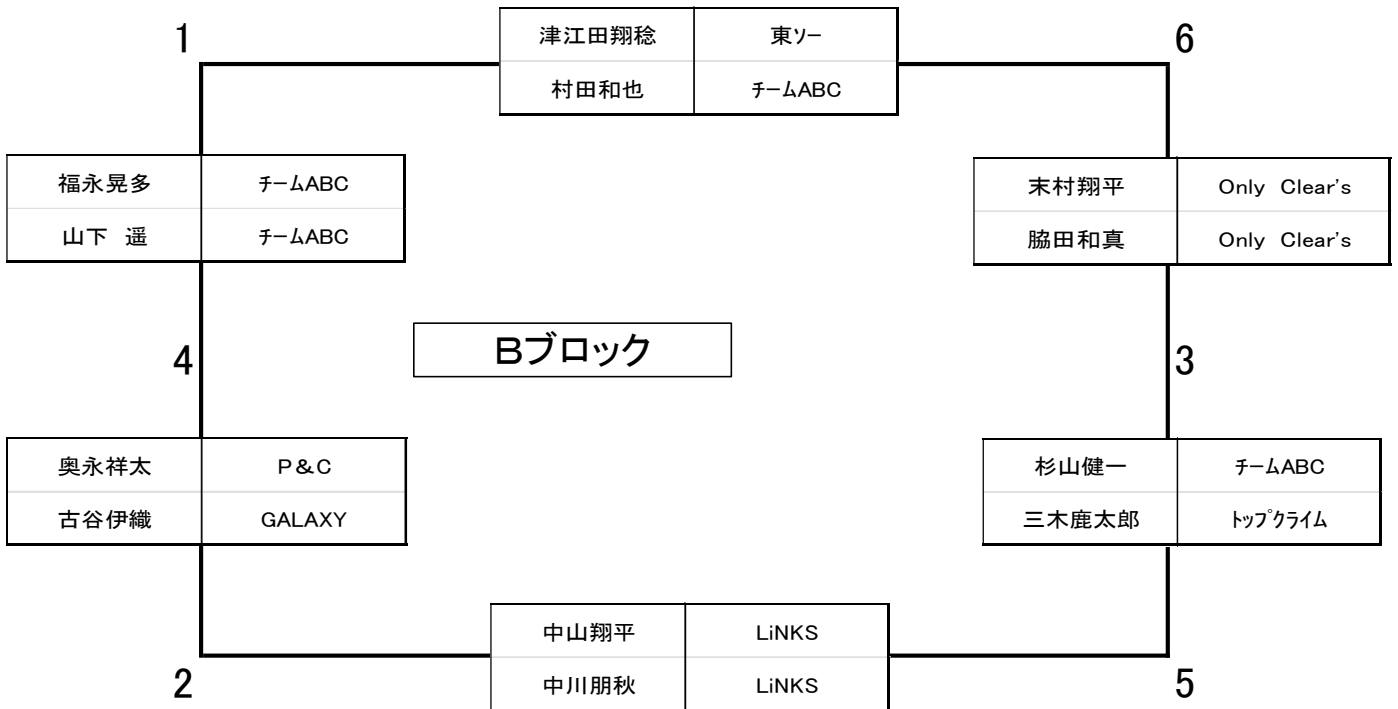 1
津江田翔稔 東ソー
6
村田和也 チームABC
福永晃多 チームABC
山下 遥 チームABC
末村翔平 Only Clear's
脇田和真 Only Clear's
4
Bブロック
3
奥永祥太 P&C
古谷伊織 GALAXY
杉山健一 チームABC
三木鹿太郎 トップクライム
中山翔平 LiNKS
中川朋秋 LiNKS
2
5